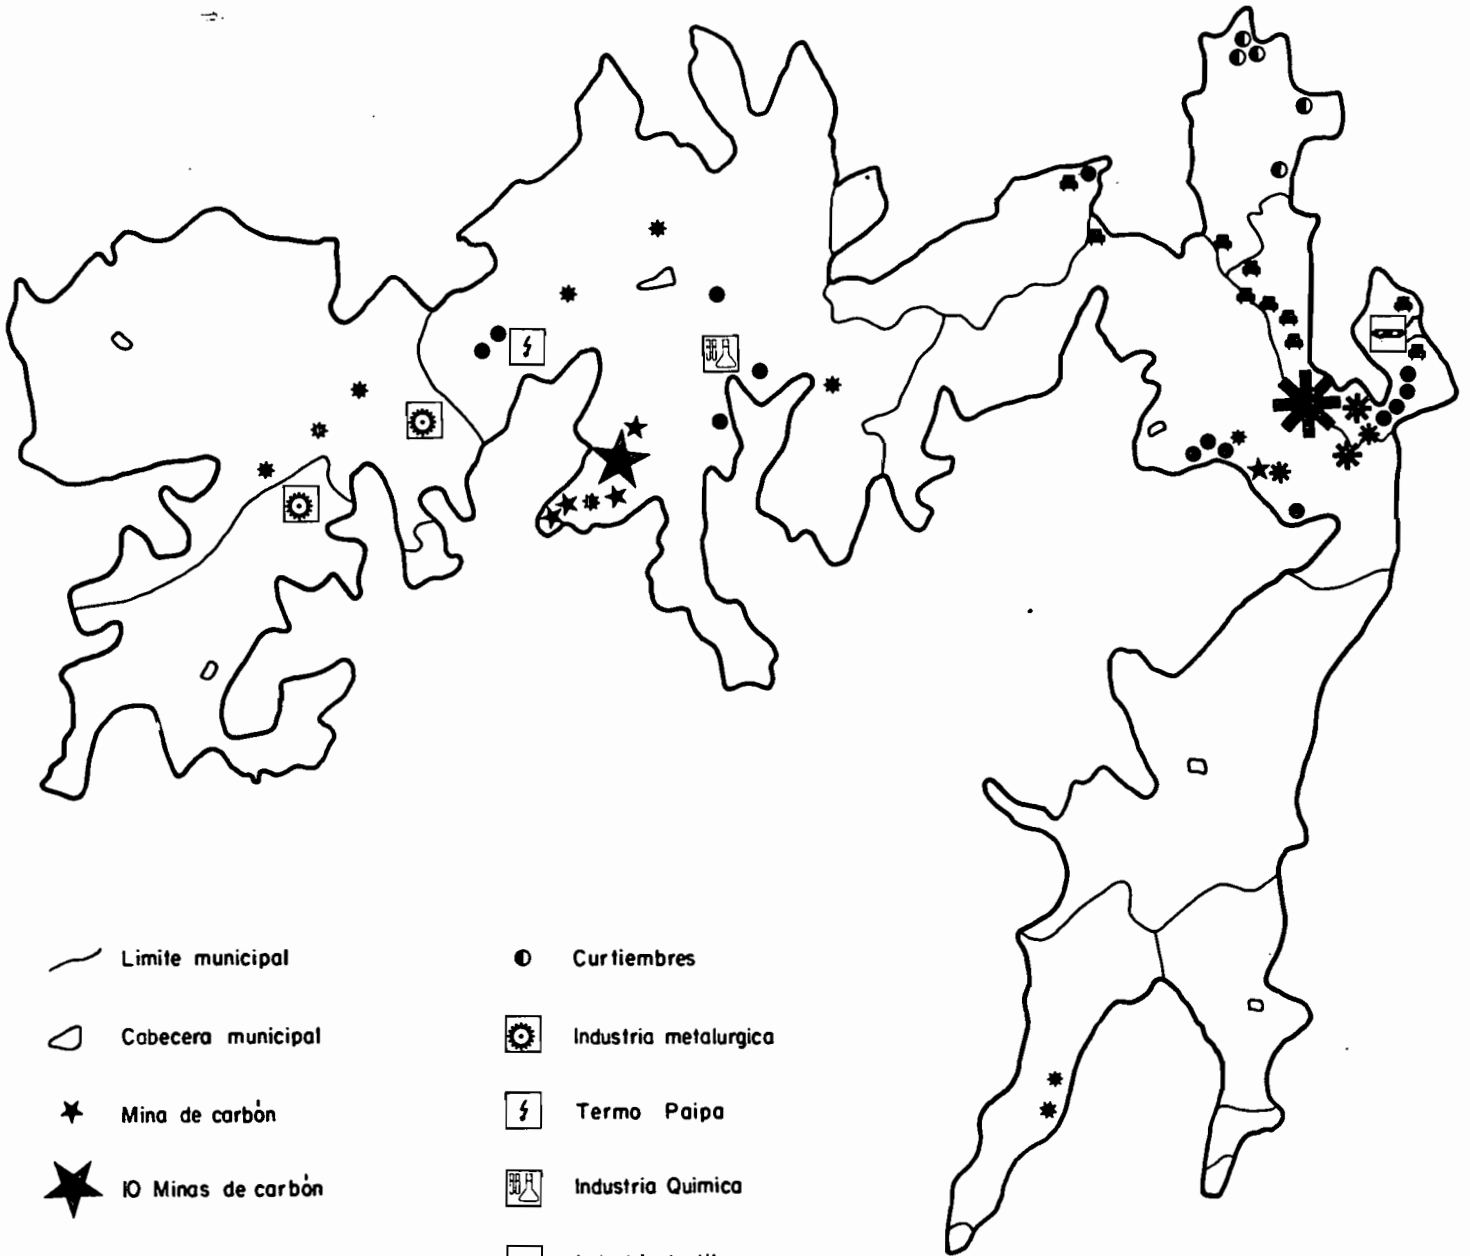 Limite municipal
Cabecera municipal
Mina de carbón
10 Minas de carbón
Curtiembres
Industria metalurgica
Termo Paipa
Industria Quimica